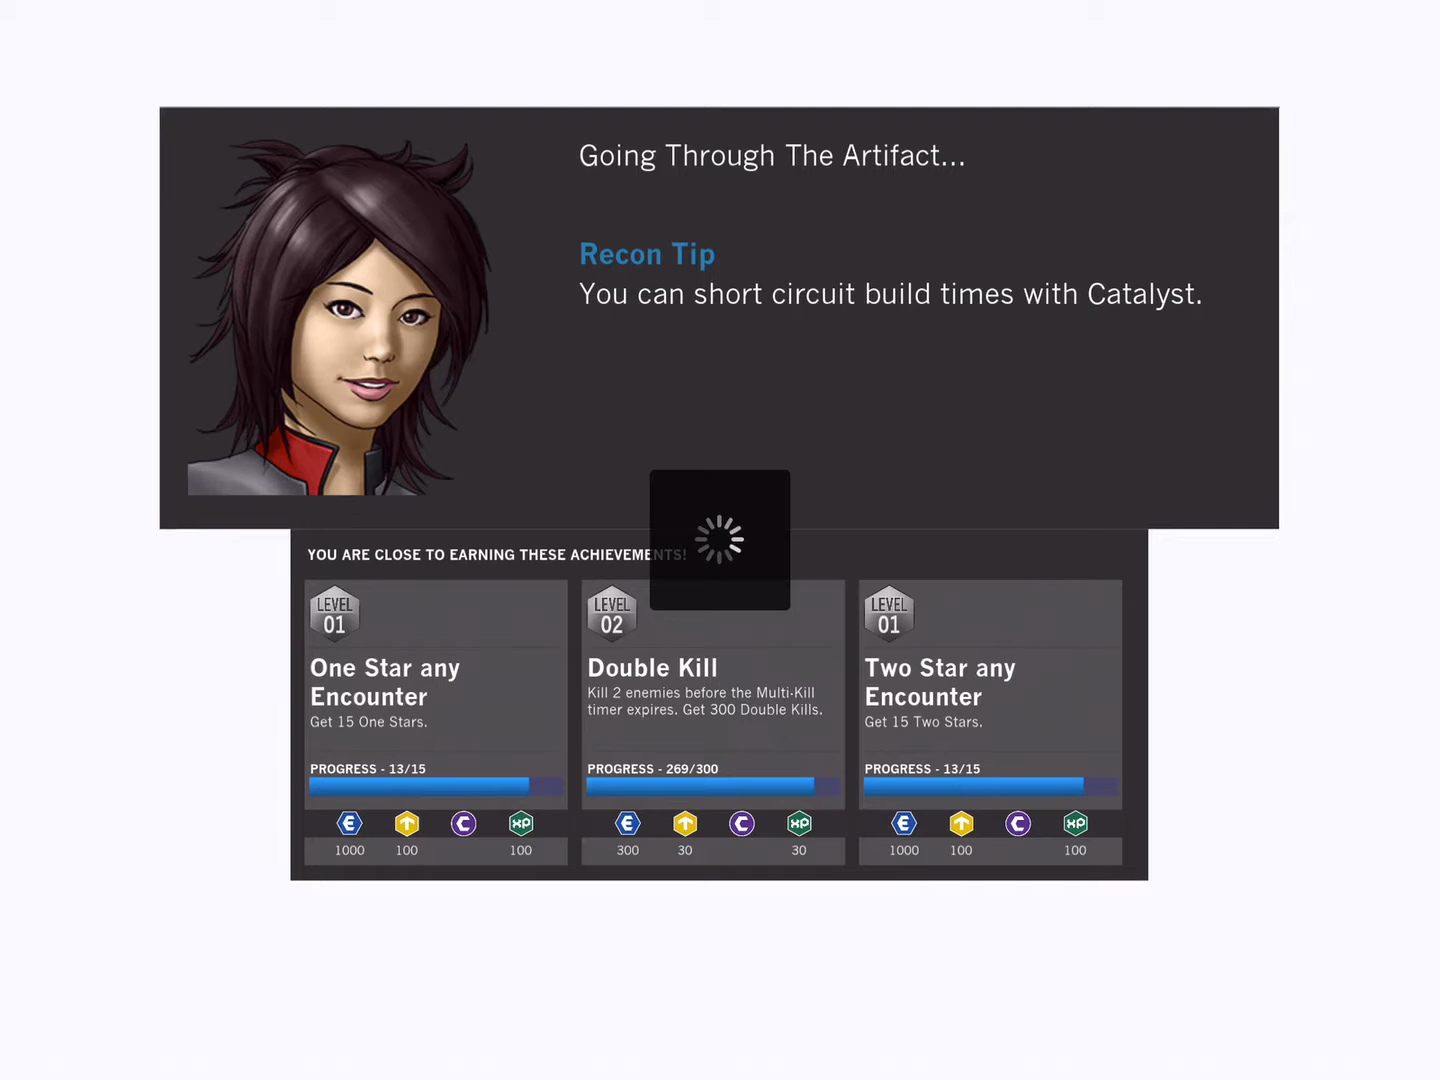 Going Through The Artifact...
Recon Tip
You can short circuit build times with Catalyst.
YOU ARE CLOSE TO EARNING THESE ACHIEVEMENTS!
LEVEL
01
One Star any
Encounter
Get 15 One Stars.
PROGRESS - 13/15
E
C
xp
1000
100
100
LEVEL
02
Double Kill
Kill 2 enemies before the Multi-Kill
timer expires. Get 300 Double Kills.
PROGRESS - 269/300
E
C
xp
300
30
30
LEVEL
01
Two Star any
Encounter
Get 15 Two Stars.
PROGRESS - 13/15
E
C
xp
1000
100
100